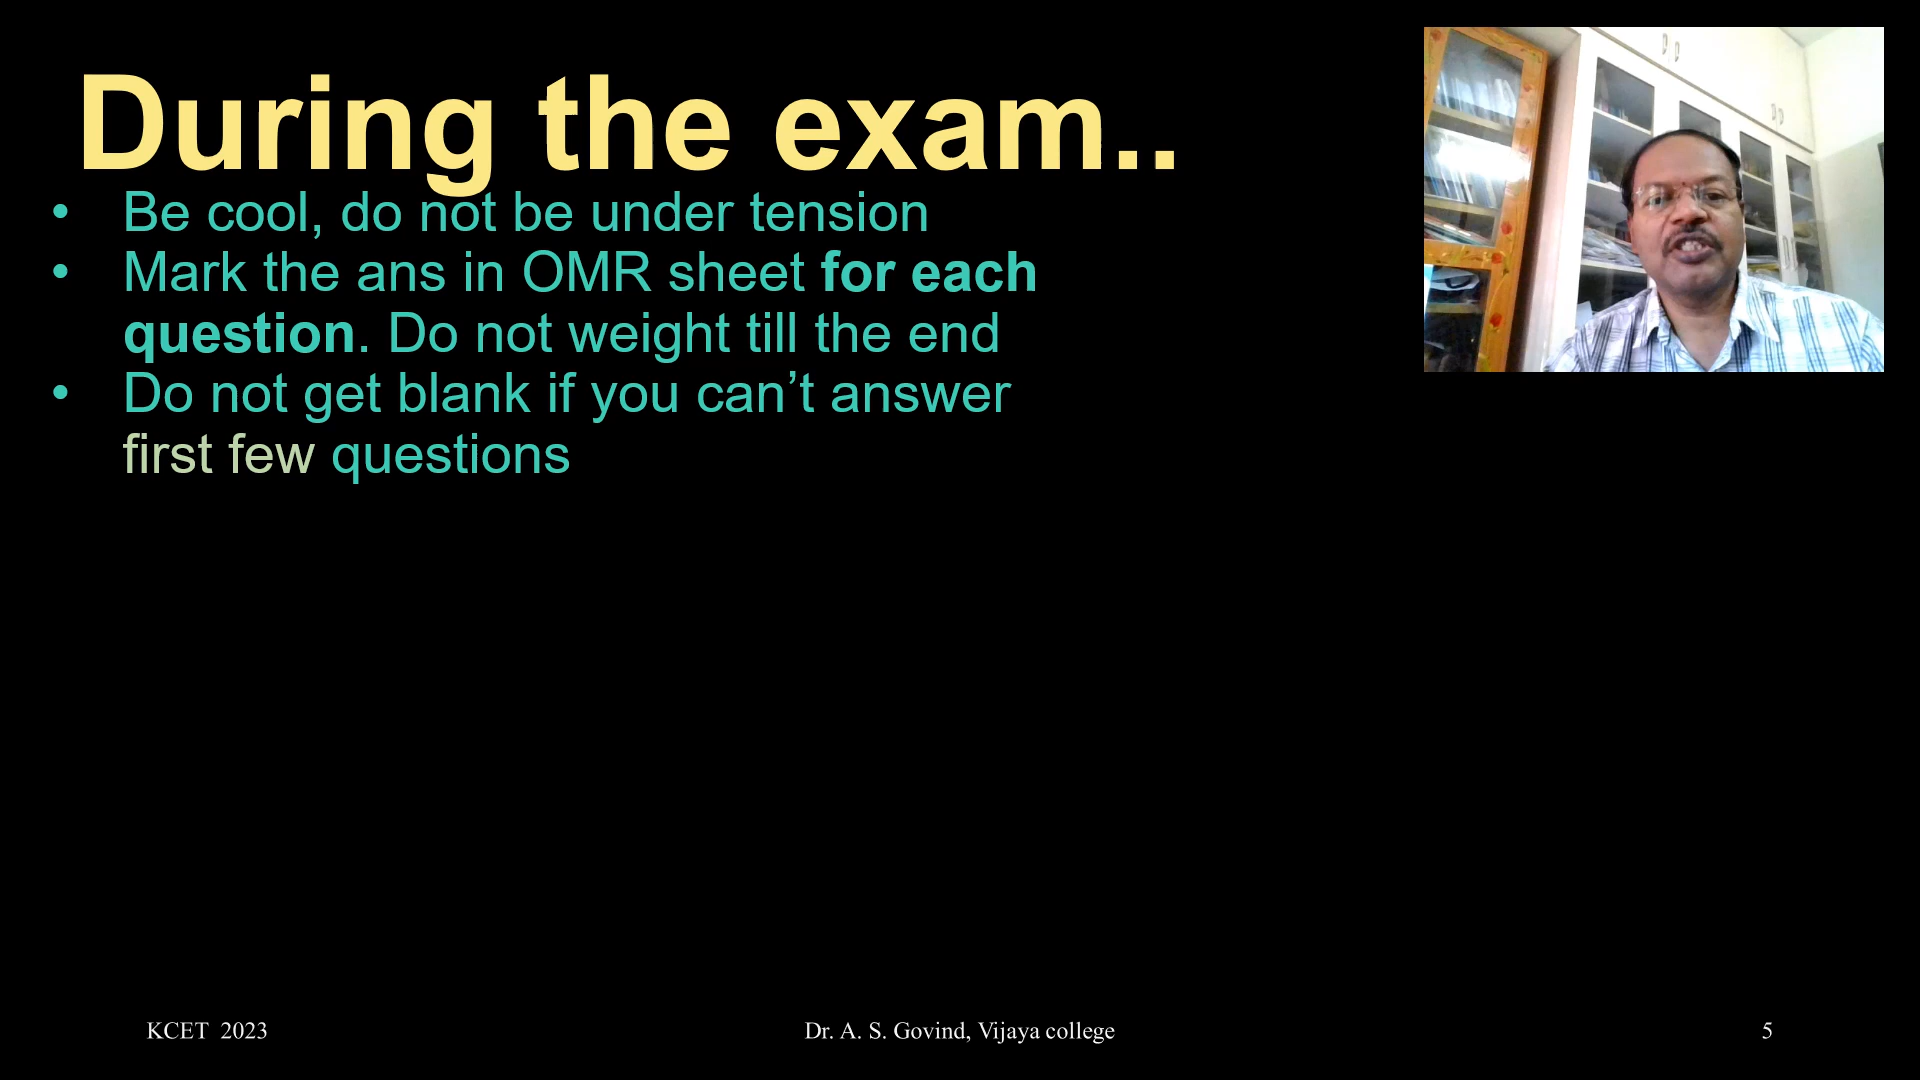 During the exam..
• Be cool, do not be under tension
• Mark the ans in OMR sheet for each
question. Do not weight till the end
• Do not get blank if you can’t answer
first few questions
KCET 2023
Dr. A. S. Govind, Vijaya college
5